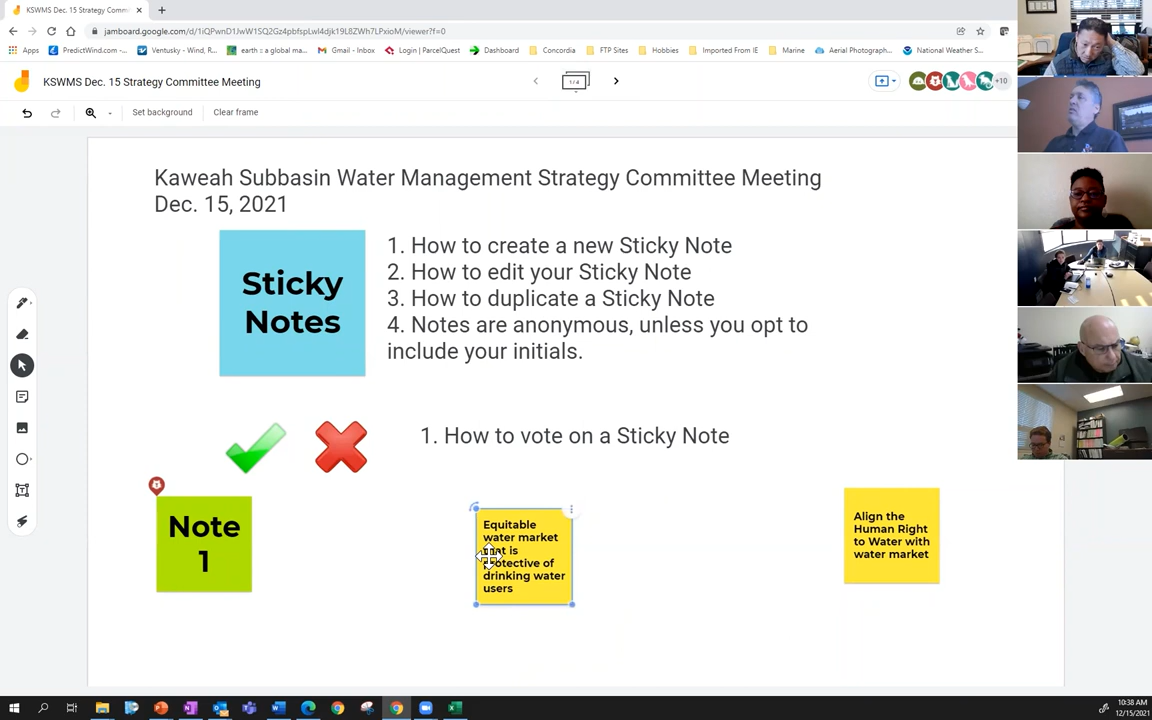 KSWMS Dec. 15 Strategy Comm
jamboard.google.com/d/1iQPwnD1JwW1SQ2Gz4pbfspLwl4djk19L8ZWh7LPxioM/viewer?f=0
Apps PredictWind.com -... Ventusky - Wind, R... earth :: a global ma... Gmail - Inbox Login | ParcelQuest Dashboard Concordia FTP Sites Hobbies Imported From IE Marine Aerial Photograph... National Weather S...
KSWMS Dec. 15 Strategy Committee Meeting
1/4
+10
Set background Clear frame
Kaweah Subbasin Water Management Strategy Committee Meeting
Dec. 15, 2021
Sticky
Notes
1. How to create a new Sticky Note
2. How to edit your Sticky Note
3. How to duplicate a Sticky Note
4. Notes are anonymous, unless you opt to
include your initials.
1. How to vote on a Sticky Note
Note
1
Equitable
water market
is
protective of
drinking water
users
Align the
Human Right
to Water with
water market
10:38 AM
12/15/2021